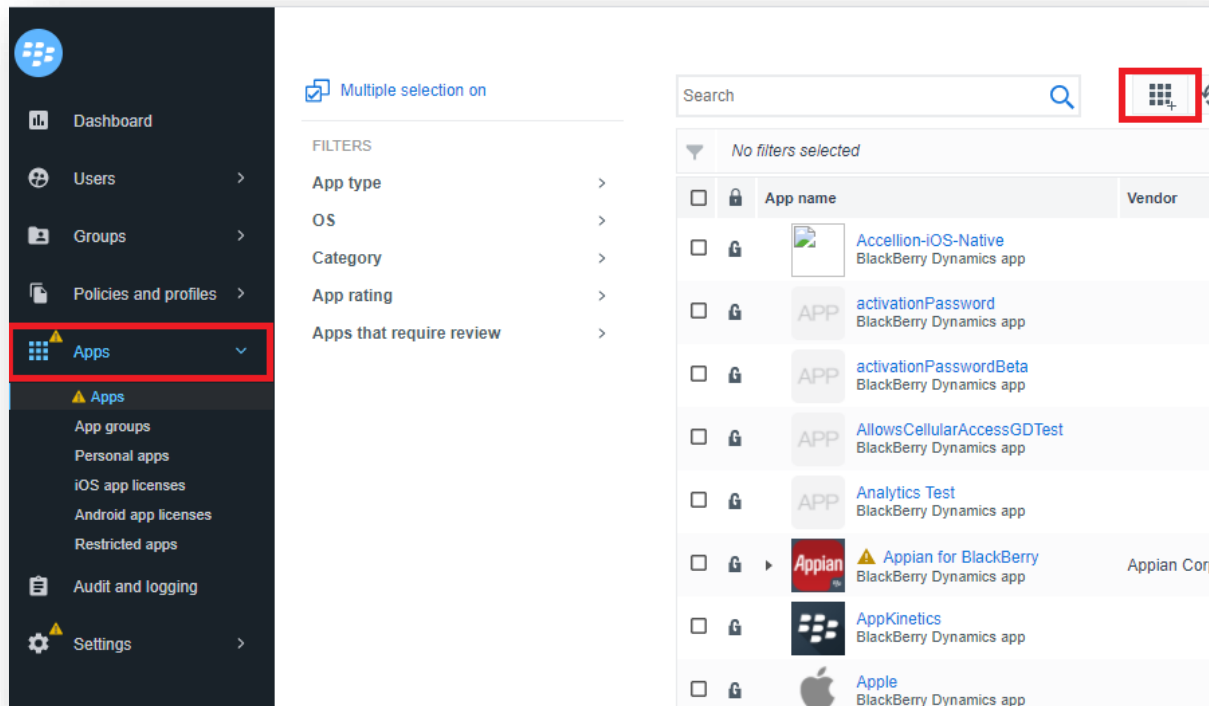 Dashboard
Users
Groups
Policies and profiles
Apps
Apps
App groups
Personal apps
iOS app licenses
Android app licenses
Restricted apps
Audit and logging
Settings
Multiple selection on
FILTERS
App type
OS
Category
App rating
Apps that require review
Search
No filters selected
App name Vendor
Accellion-iOS-Native
BlackBerry Dynamics app
APP
activationPassword
BlackBerry Dynamics app
APP
activationPasswordBeta
BlackBerry Dynamics app
APP
AllowsCellularAccessGDTest
BlackBerry Dynamics app
APP
Analytics Test
BlackBerry Dynamics app
Appian
Appian for BlackBerry
BlackBerry Dynamics app
Appian Corp
AppKinetics
BlackBerry Dynamics app
Apple
BlackBerry Dynamics app